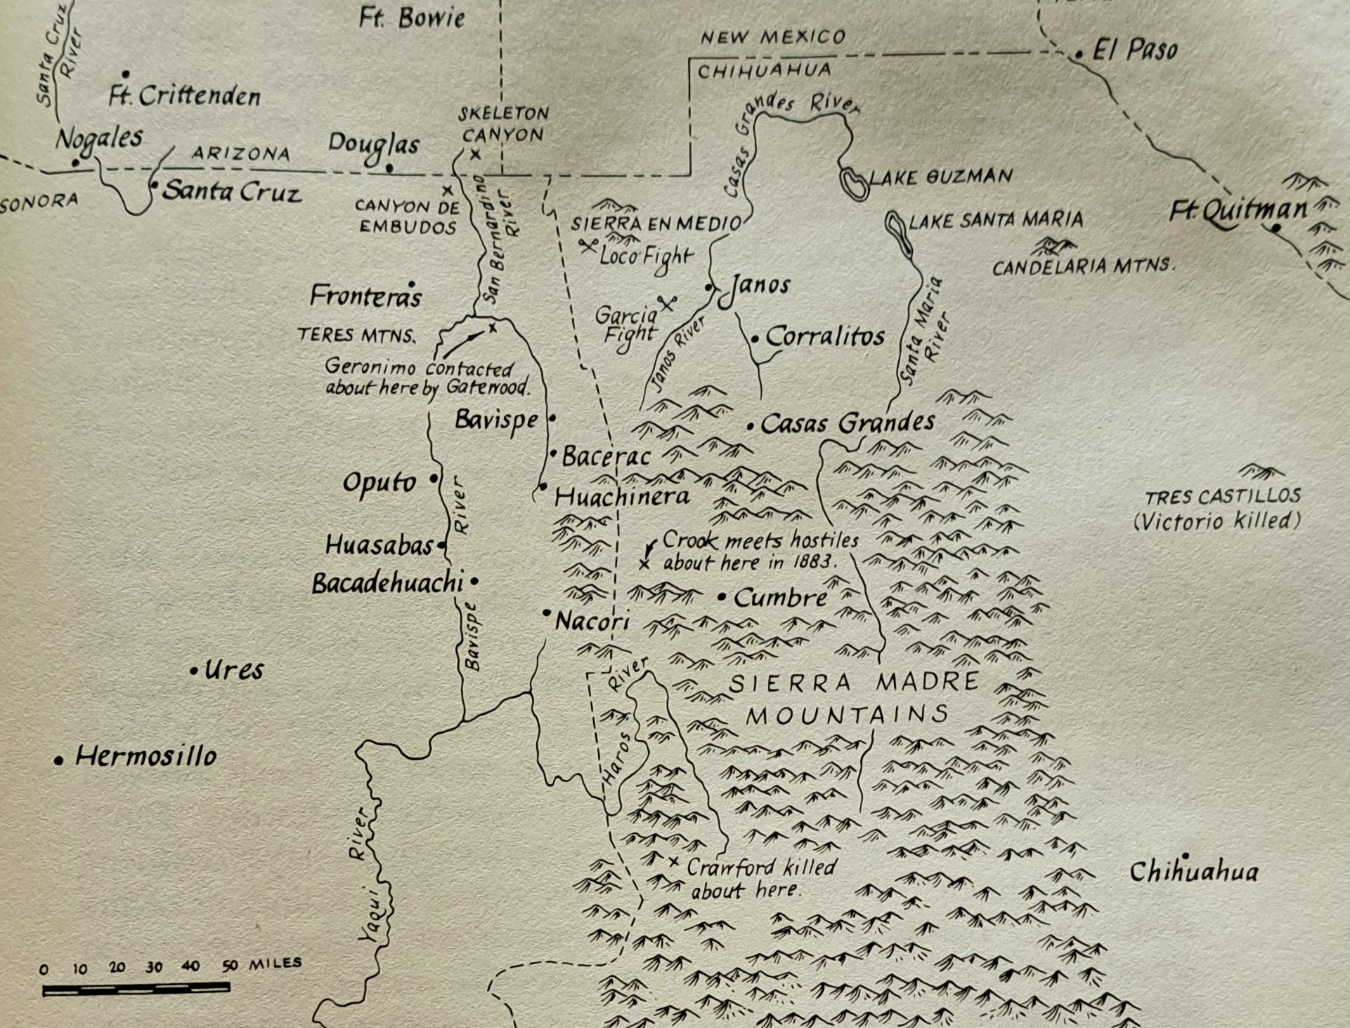 Ft. Bowie
Santa Cruz
River
NEW MEXICO
El Paso
CHIHUAHUA
Ft. Crittenden
Casas Grandes River
SKELETON
CANYON
Nogales
Douglas
ARIZONA
LAKE GUZMAN
SONORA
Santa Cruz
CANYON DE
EMBUDOS
San Bernardino
River
SIERRA EN MEDIO
Loco Fight
LAKE SANTA MARIA
Ft. Quitman
CANDELARIA MTNS.
Fronteras
Janos
Garcia
Fight
Janos River
TERES MTNS.
Corralitos
Santa Maria
River
Geronimo contacted
about here by Gatewood.
Bavispe
Casas Grandes
Bacerac
Oputo
Huachinera
TRES CASTILLOS
(Victorio killed)
Huasabas
Crook meets hostiles
about here in 1883.
Bacadehuachi
Cumbre
Nacori
Bavispe River
Ures
SIERRA MADRE
MOUNTAINS
Haros River
Hermosillo
Yaqui River
Crawford killed
about here.
Chihuahua
0 10 20 30 40 50 MILES